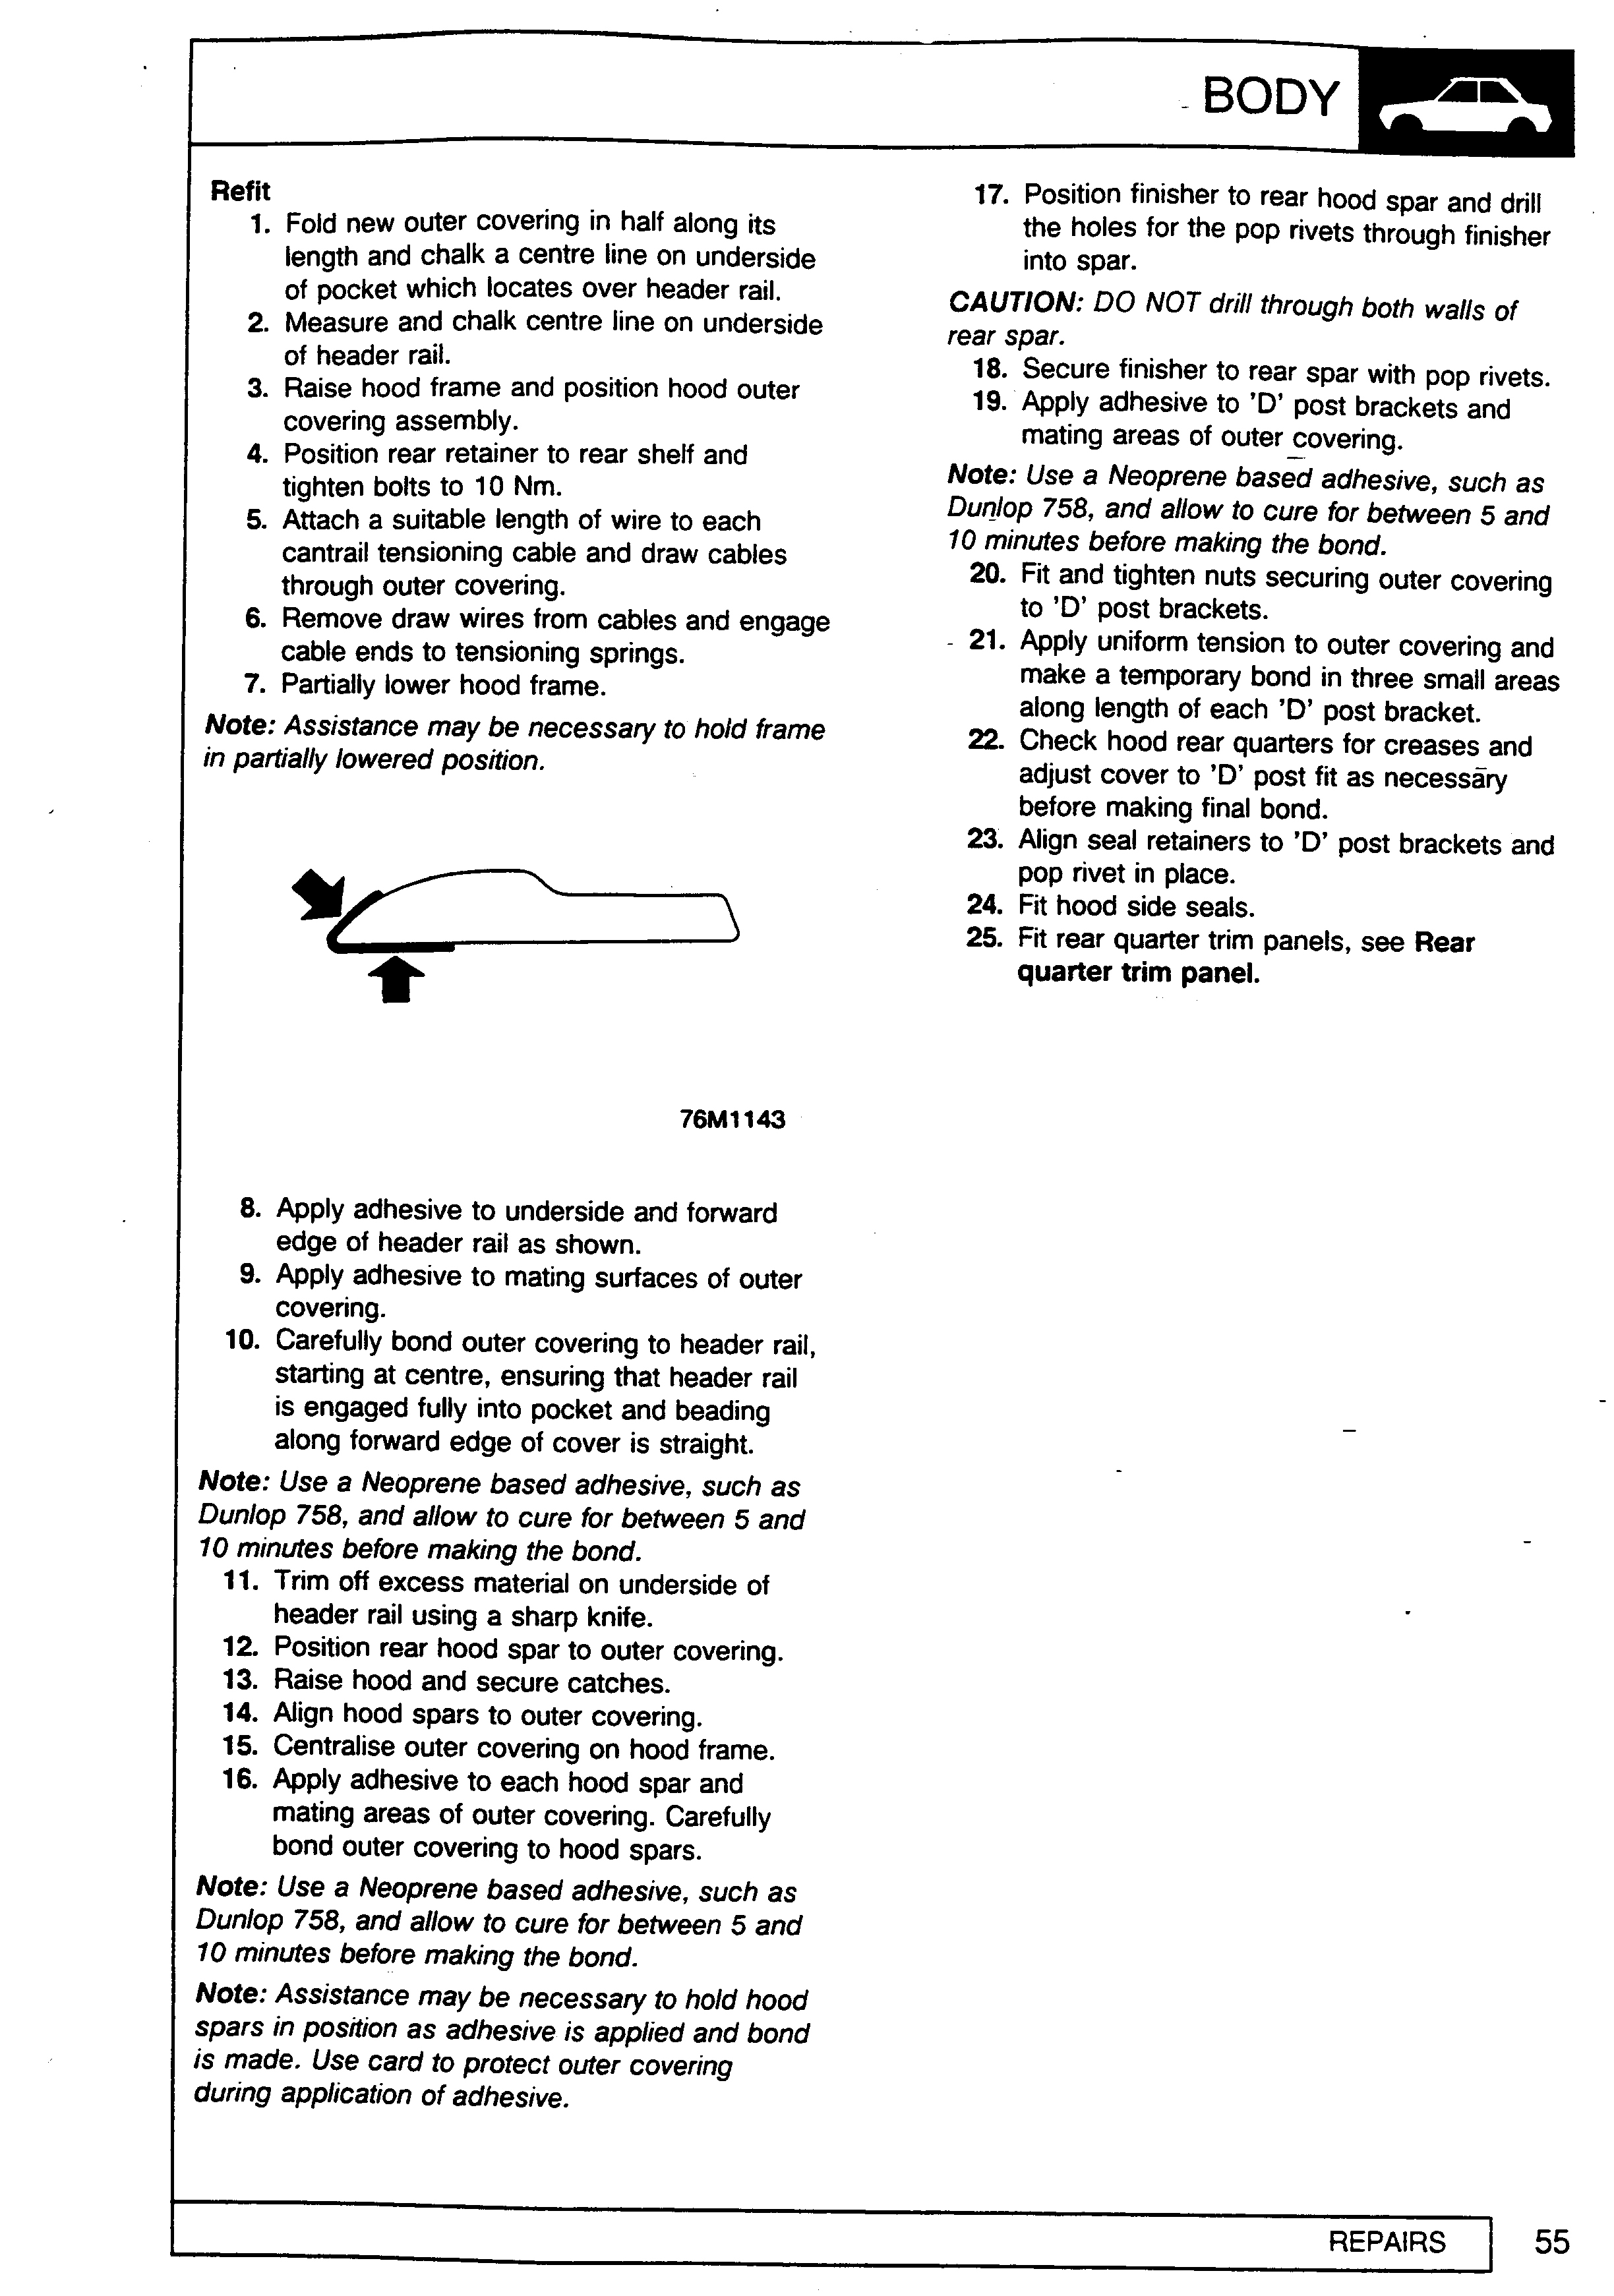 BODY
Refit
1. Fold new outer covering in half along its
length and chalk a centre line on underside
of pocket which locates over header rail.
2. Measure and chalk centre line on underside
of header rail.
3. Raise hood frame and position hood outer
covering assembly.
4. Position rear retainer to rear shelf and
tighten bolts to 10 Nm.
5. Attach a suitable length of wire to each
cantrail tensioning cable and draw cables
through outer covering.
6. Remove draw wires from cables and engage
cable ends to tensioning springs.
7. Partially lower hood frame.
Note: Assistance may be necessary to hold frame
in partially lowered position.
76M1143
8. Apply adhesive to underside and forward
edge of header rail as shown.
9. Apply adhesive to mating surfaces of outer
covering.
10. Carefully bond outer covering to header rail,
starting at centre, ensuring that header rail
is engaged fully into pocket and beading
along forward edge of cover is straight.
Note: Use a Neoprene based adhesive, such as
Dunlop 758, and allow to cure for between 5 and
10 minutes before making the bond.
11. Trim off excess material on underside of
header rail using a sharp knife.
12. Position rear hood spar to outer covering.
13. Raise hood and secure catches.
14. Align hood spars to outer covering.
15. Centralise outer covering on hood frame.
16. Apply adhesive to each hood spar and
mating areas of outer covering. Carefully
bond outer covering to hood spars.
Note: Use a Neoprene based adhesive, such as
Dunlop 758, and allow to cure for between 5 and
10 minutes before making the bond.
Note: Assistance may be necessary to hold hood
spars in position as adhesive is applied and bond
is made. Use card to protect outer covering
during application of adhesive.
17. Position finisher to rear hood spar and drill
the holes for the pop rivets through finisher
into spar.
CAUTION: DO NOT drill through both walls of
rear spar.
18. Secure finisher to rear spar with pop rivets.
19. Apply adhesive to 'D' post brackets and
mating areas of outer covering.
Note: Use a Neoprene based adhesive, such as
Dunlop 758, and allow to cure for between 5 and
10 minutes before making the bond.
20. Fit and tighten nuts securing outer covering
to 'D' post brackets.
21. Apply uniform tension to outer covering and
make a temporary bond in three small areas
along length of each 'D' post bracket.
22. Check hood rear quarters for creases and
adjust cover to 'D' post fit as necessary
before making final bond.
23. Align seal retainers to 'D' post brackets and
pop rivet in place.
24. Fit hood side seals.
25. Fit rear quarter trim panels, see Rear
quarter trim panel.
REPAIRS
55